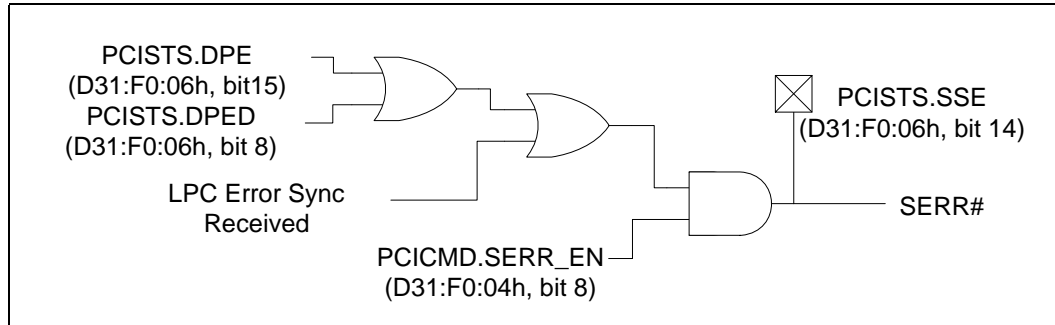 PCISTS.DPE
(D31:F0:06h, bit15)
PCISTS.DPED
(D31:F0:06h, bit 8)
LPC Error Sync
Received
PCICMD.SERR_EN
(D31:F0:04h, bit 8)
PCISTS.SSE
(D31:F0:06h, bit 14)
SERR#